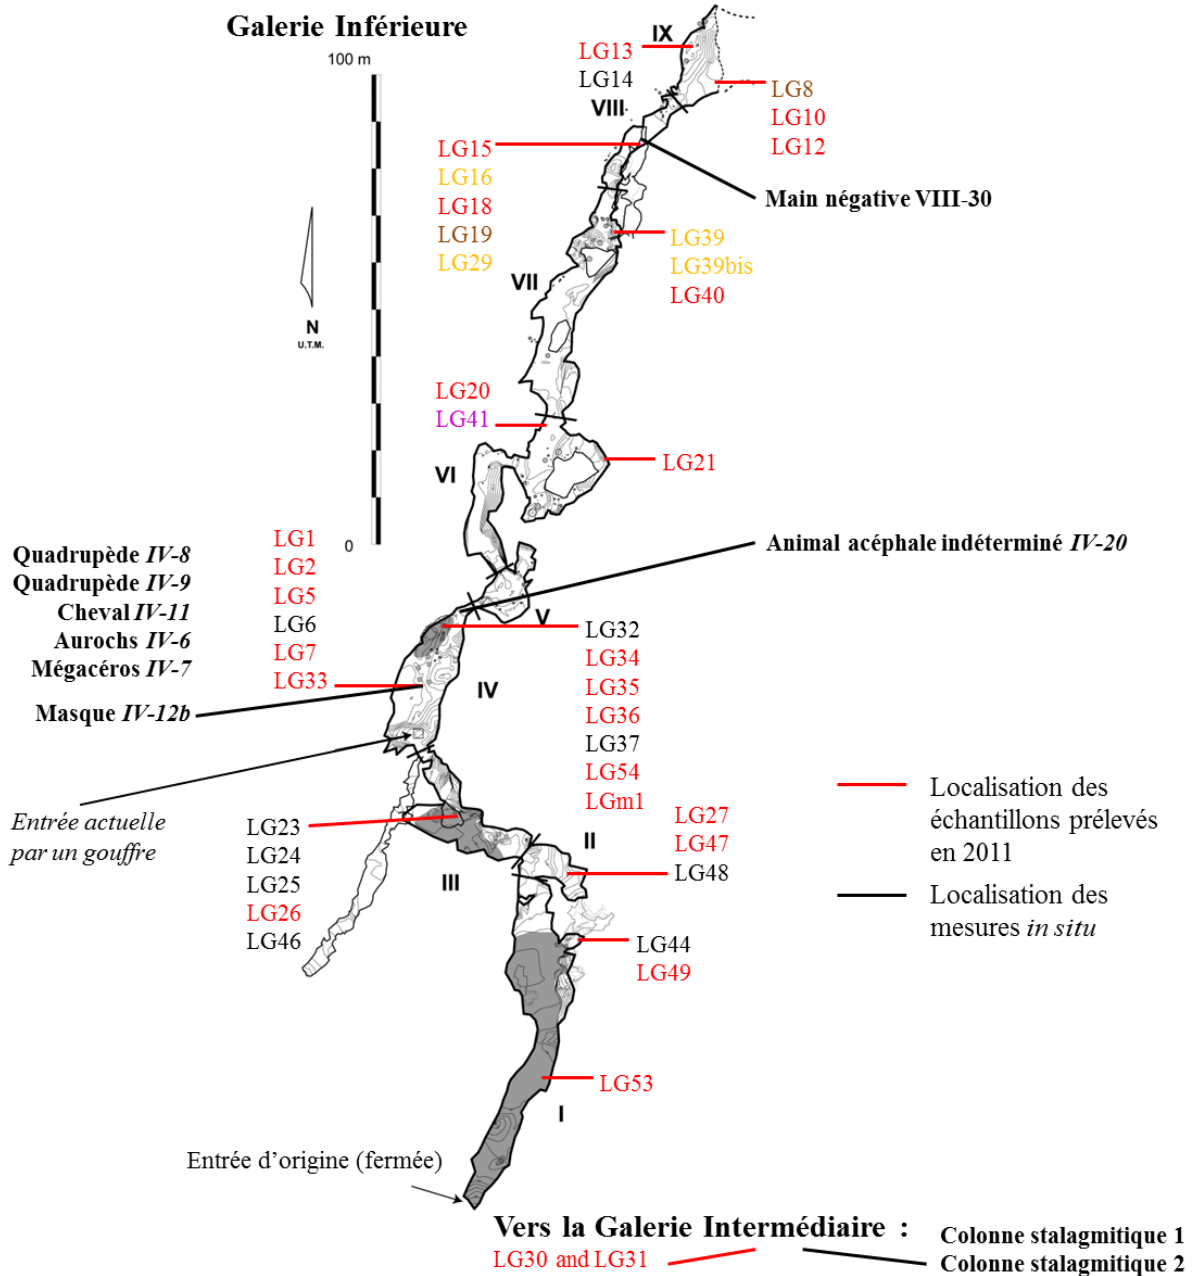 Galerie Inférieure
100 m
IX
LG13
LG14
VIII
LG8
LG10
LG12
LG15
LG16
LG18
LG19
LG29
Main négative VIII-30
LG39
LG39bis
LG40
VII
N
U.T.M.
LG20
LG41
VI
LG21
0
LG1
LG2
LG5
LG6
LG7
LG33
Quadrupède IV-8
Quadrupède IV-9
Cheval IV-11
Aurochs IV-6
Mégacéros IV-7
Masque IV-12b
Animal acéphale indéterminé IV-20
V
IV
LG32
LG34
LG35
LG36
LG37
LG54
LGm1
Entrée actuelle
par un gouffre
LG23
LG24
LG25
LG26
LG46
III
II
LG27
LG47
LG48
LG44
LG49
Localisation des
échantillons prélevés
en 2011
Localisation des
mesures in situ
LG53
I
Entrée d’origine (fermée)
Vers la Galerie Intermédiaire :
LG30 and LG31
Colonne stalagmitique 1
Colonne stalagmitique 2